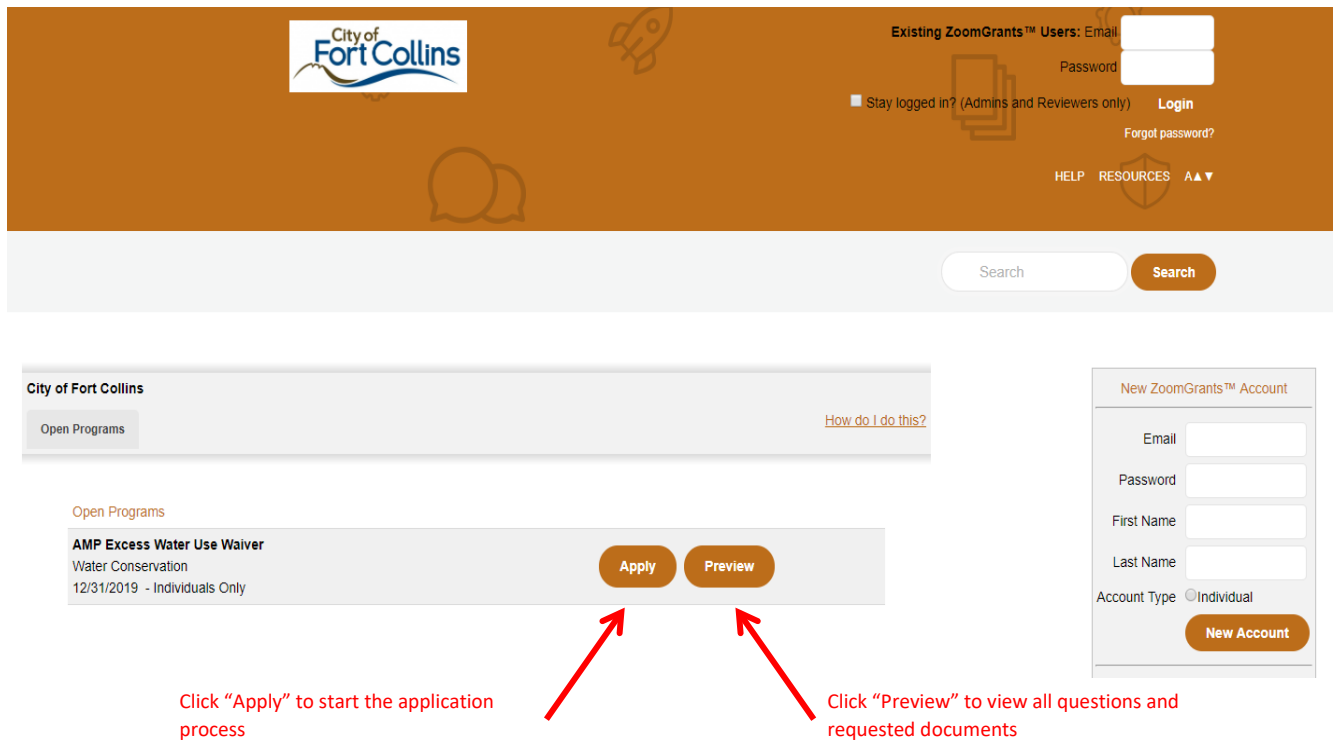 City of
Fort Collins
Existing ZoomGrants™ Users: Email
Password
Stay logged in? (Admins and Reviewers only) Login
Forgot password?
HELP RESOURCES A▲▼
Search Search
City of Fort Collins
Open Programs
How do I do this?
Open Programs
AMP Excess Water Use Waiver
Water Conservation
12/31/2019 - Individuals Only
Apply Preview
New ZoomGrants™ Account
Email
Password
First Name
Last Name
Account Type Individual
New Account
Click “Apply” to start the application
process
Click “Preview” to view all questions and
requested documents